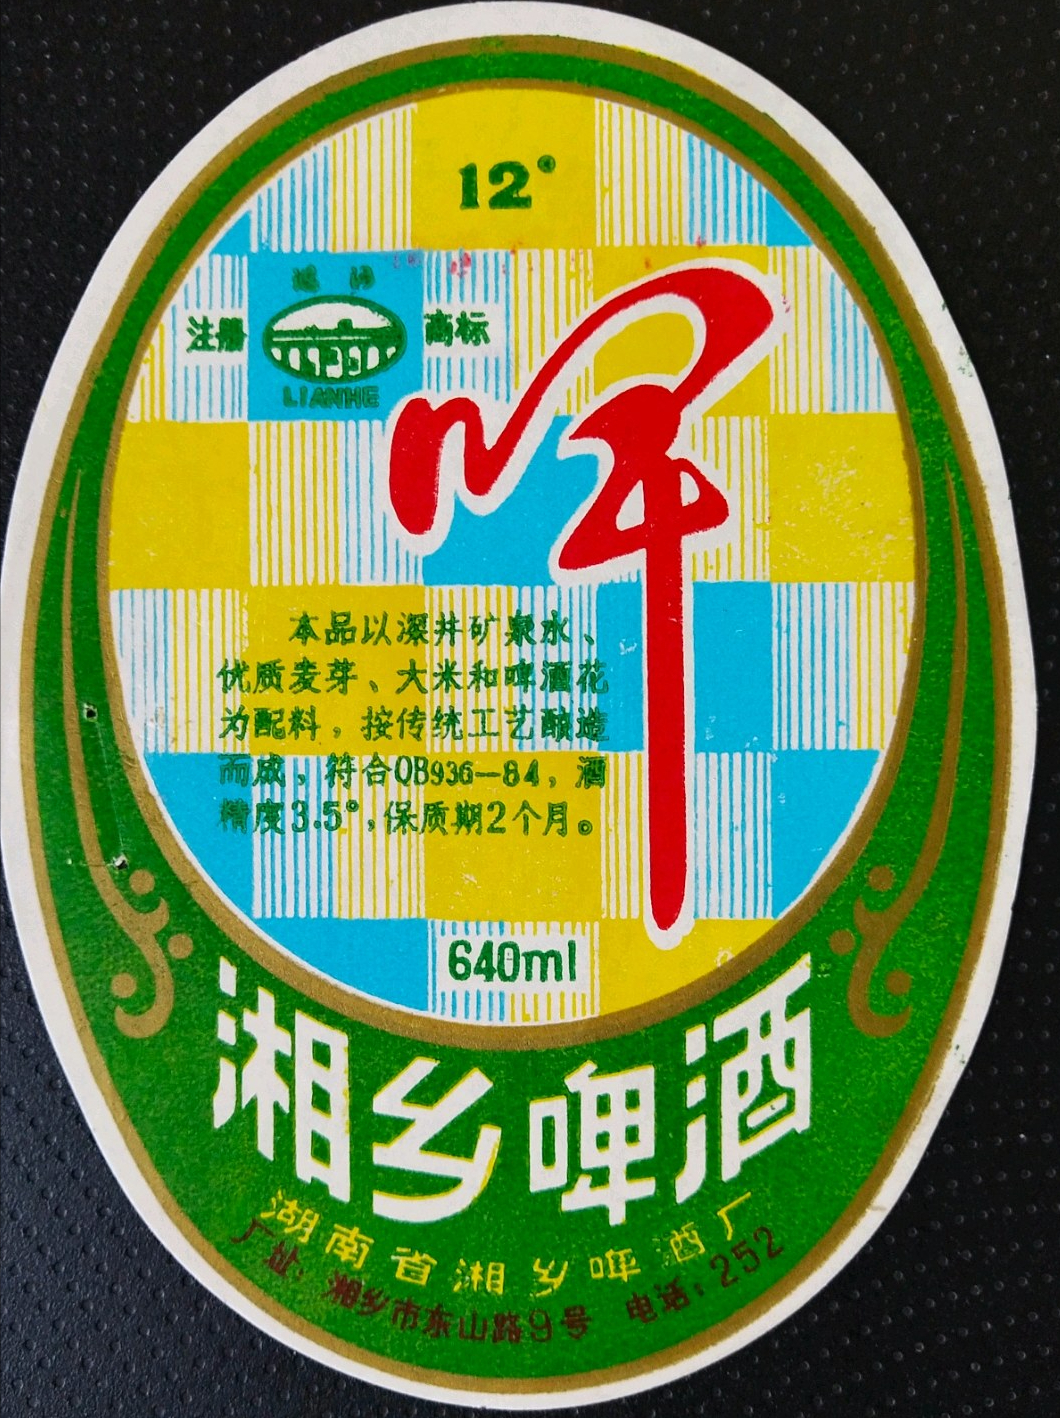 12°
注册 商标
LIANHE
啤
本品以深井矿泉水、
优质麦芽、大米和啤酒花
为配料，按传统工艺酿造
而成，符合QB936—84，酒
精度3.5°，保质期2个月。
640ml
湘乡啤酒
湖南省湘乡啤酒厂
厂址：湘乡市东山路9号 电话：252